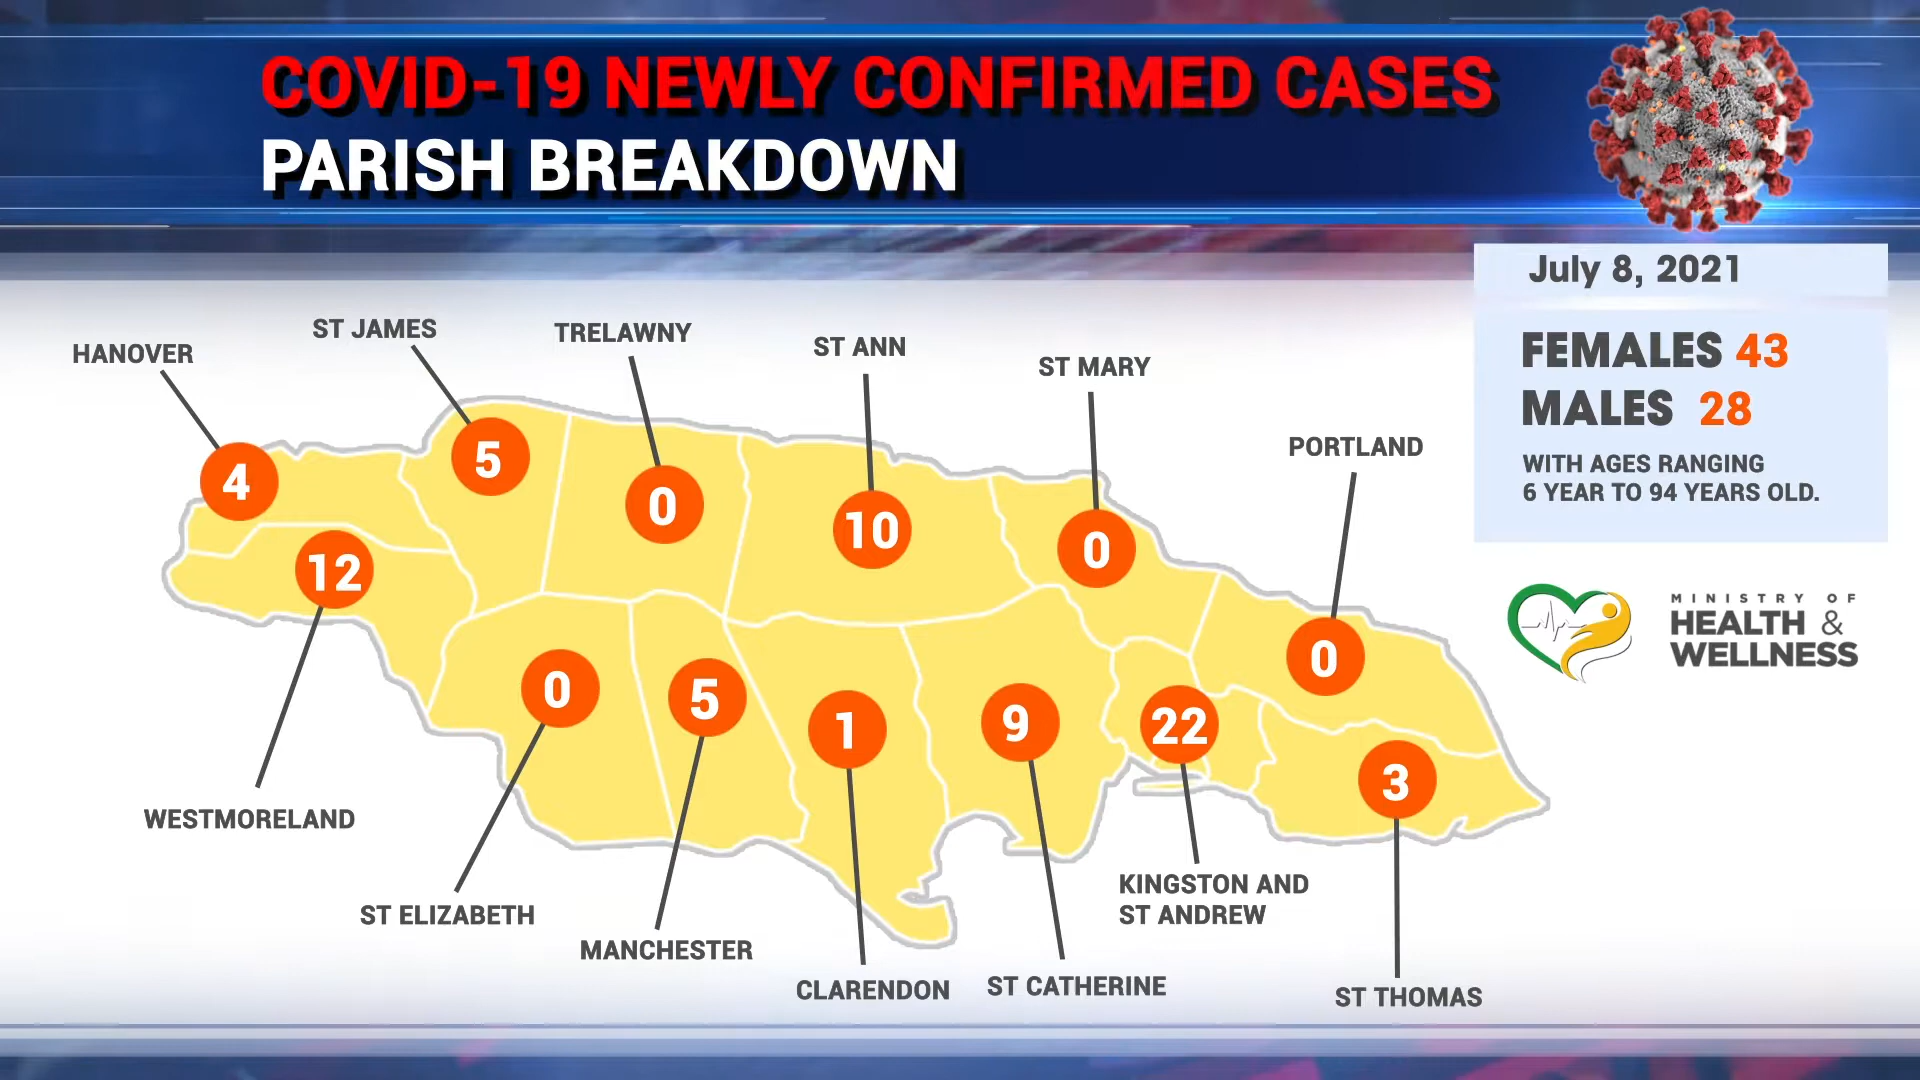 COVID-19 NEWLY CONFIRMED CASES
PARISH BREAKDOWN
July 8, 2021
FEMALES 43
MALES 28
WITH AGES RANGING
6 YEAR TO 94 YEARS OLD.
MINISTRY OF
HEALTH &
WELLNESS
HANOVER
4
ST JAMES
5
TRELAWNY
0
ST ANN
10
ST MARY
0
PORTLAND
0
12
WESTMORELAND
0
ST ELIZABETH
5
MANCHESTER
1
CLARENDON
9
ST CATHERINE
22
KINGSTON AND
ST ANDREW
3
ST THOMAS